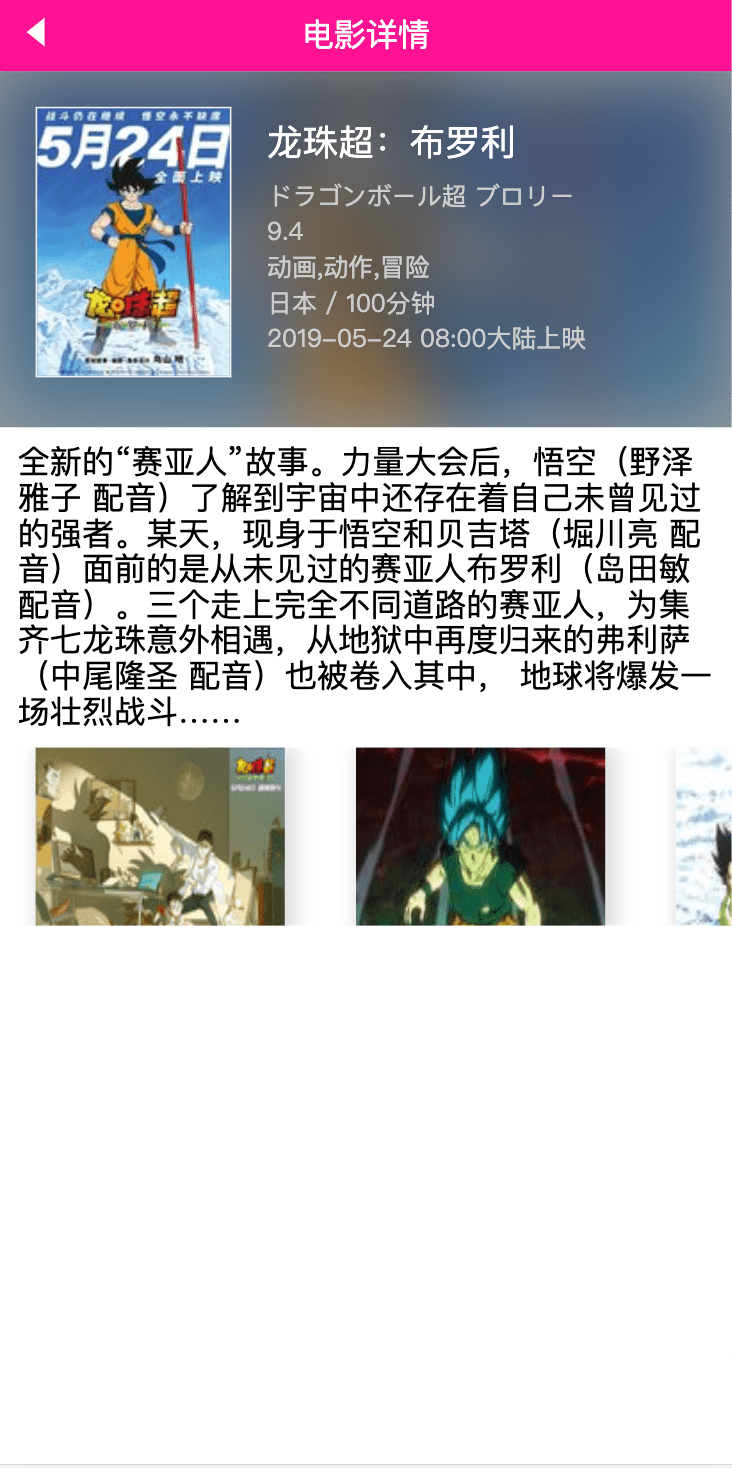 电影详情
战斗仍在继续 悟空永不缺席
5月24日
全面上映
龙珠超
龙珠超：布罗利
ドラゴンボール超 ブロリー
9.4
动画,动作,冒险
日本 / 100分钟
2019-05-24 08:00大陆上映
全新的“赛亚人”故事。力量大会后，悟空（野泽
雅子 配音）了解到宇宙中还存在着自己未曾见过
的强者。某天，现身于悟空和贝吉塔（堀川亮 配
音）面前的是从未见过的赛亚人布罗利（岛田敏
配音）。三个走上完全不同道路的赛亚人，为集
齐七龙珠意外相遇，从地狱中再度归来的弗利萨
（中尾隆圣 配音）也被卷入其中， 地球将爆发一
场壮烈战斗……
龙珠超